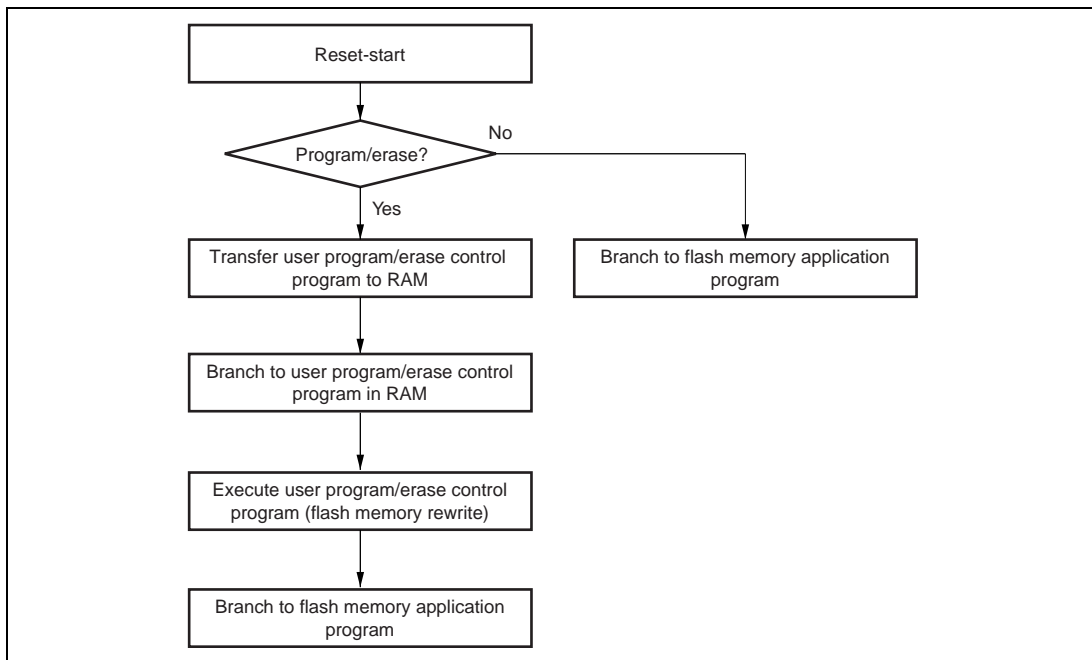 Reset-start
No
Program/erase?
Yes
Transfer user program/erase control
program to RAM
Branch to flash memory application
program
Branch to user program/erase control
program in RAM
Execute user program/erase control
program (flash memory rewrite)
Branch to flash memory application
program